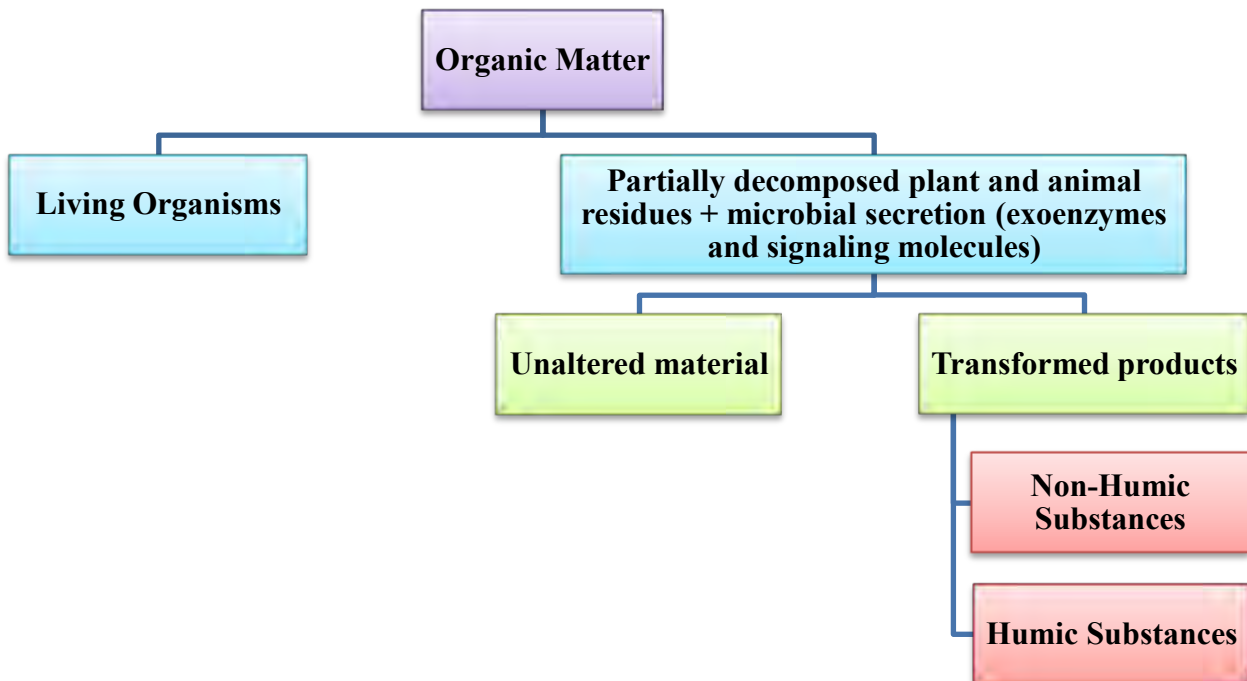 Organic Matter
Living Organisms
Partially decomposed plant and animal
residues + microbial secretion (exoenzymes
and signaling molecules)
Unaltered material
Transformed products
Non-Humic
Substances
Humic Substances